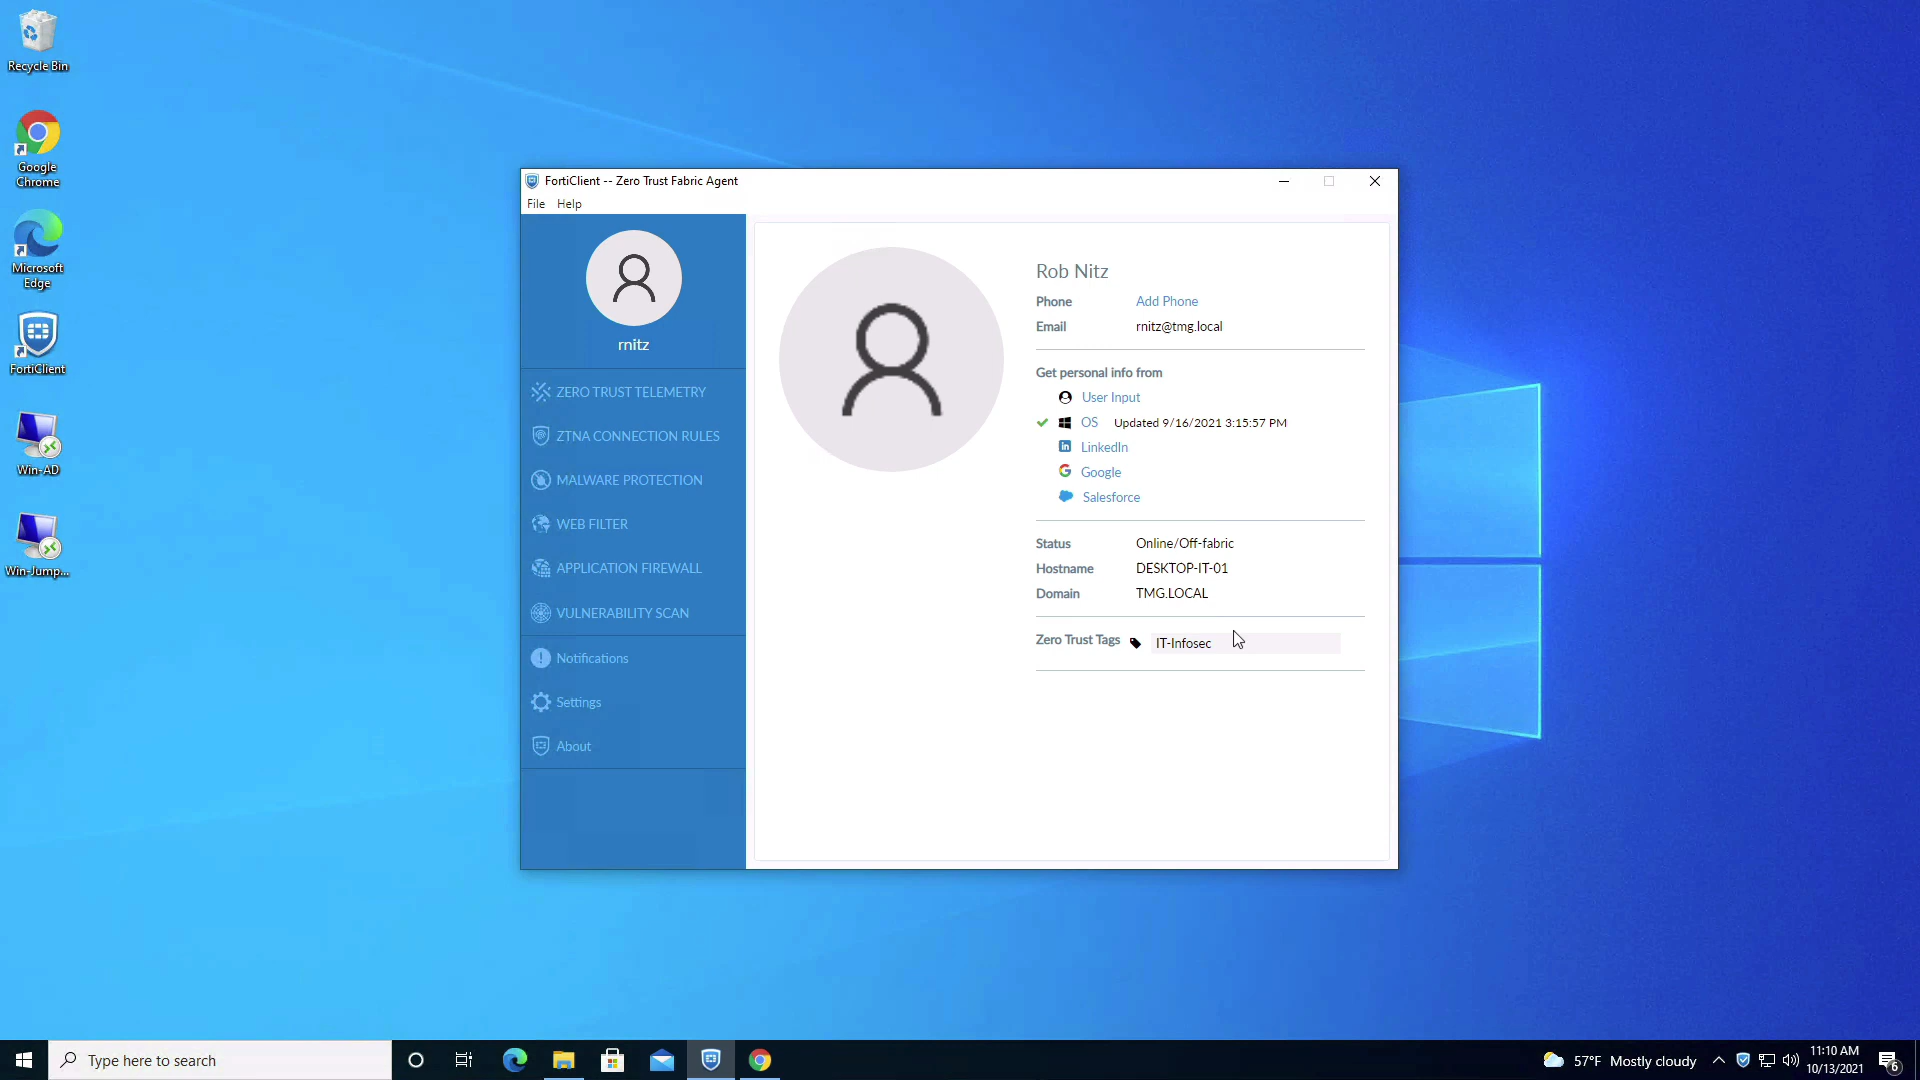 Recycle Bin
Google
Chrome
Microsoft
Edge
FortiClient
Win-AD
Win-Jump...
FortiClient -- Zero Trust Fabric Agent
File Help
rnitz
ZERO TRUST TELEMETRY
ZTNA CONNECTION RULES
MALWARE PROTECTION
WEB FILTER
APPLICATION FIREWALL
VULNERABILITY SCAN
Notifications
Settings
About
Rob Nitz
Phone Add Phone
Email rnitz@tmg.local
Get personal info from
User Input
OS Updated 9/16/2021 3:15:57 PM
LinkedIn
Google
Salesforce
Status Online/Off-fabric
Hostname DESKTOP-IT-01
Domain TMG.LOCAL
Zero Trust Tags IT-Infosec
Type here to search
57°F Mostly cloudy
11:10 AM
10/13/2021
6